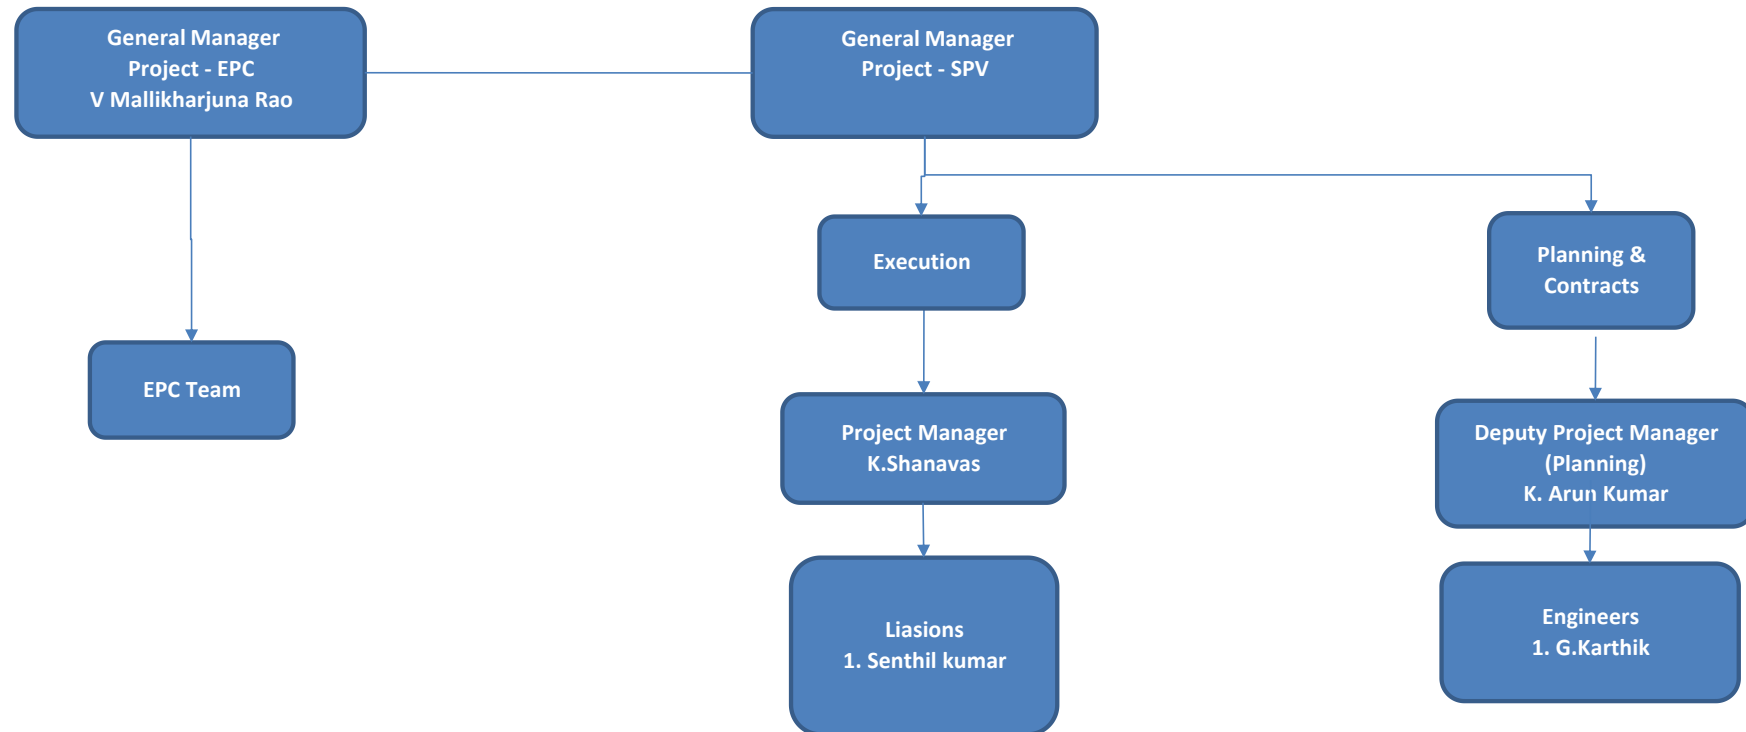 General Manager
Project - EPC
V Mallikharjuna Rao
General Manager
Project - SPV
Execution
Planning &
Contracts
EPC Team
Project Manager
K.Shanavas
Deputy Project Manager
(Planning)
K. Arun Kumar
Liasions
1. Senthil kumar
Engineers
1. G.Karthik